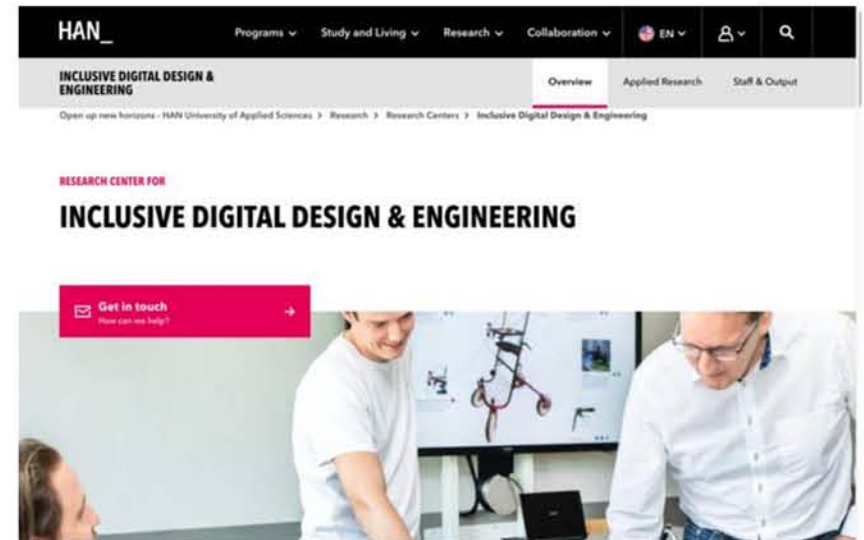 HAN_
Programs
Study and Living
Research
Collaboration
EN
INCLUSIVE DIGITAL DESIGN &
ENGINEERING
Overview
Applied Research
Staff & Output
Open up new horizons - HAN University of Applied Sciences > Research > Research Centers > Inclusive Digital Design & Engineering
RESEARCH CENTER FOR
INCLUSIVE DIGITAL DESIGN & ENGINEERING
Get in touch
How can we help?